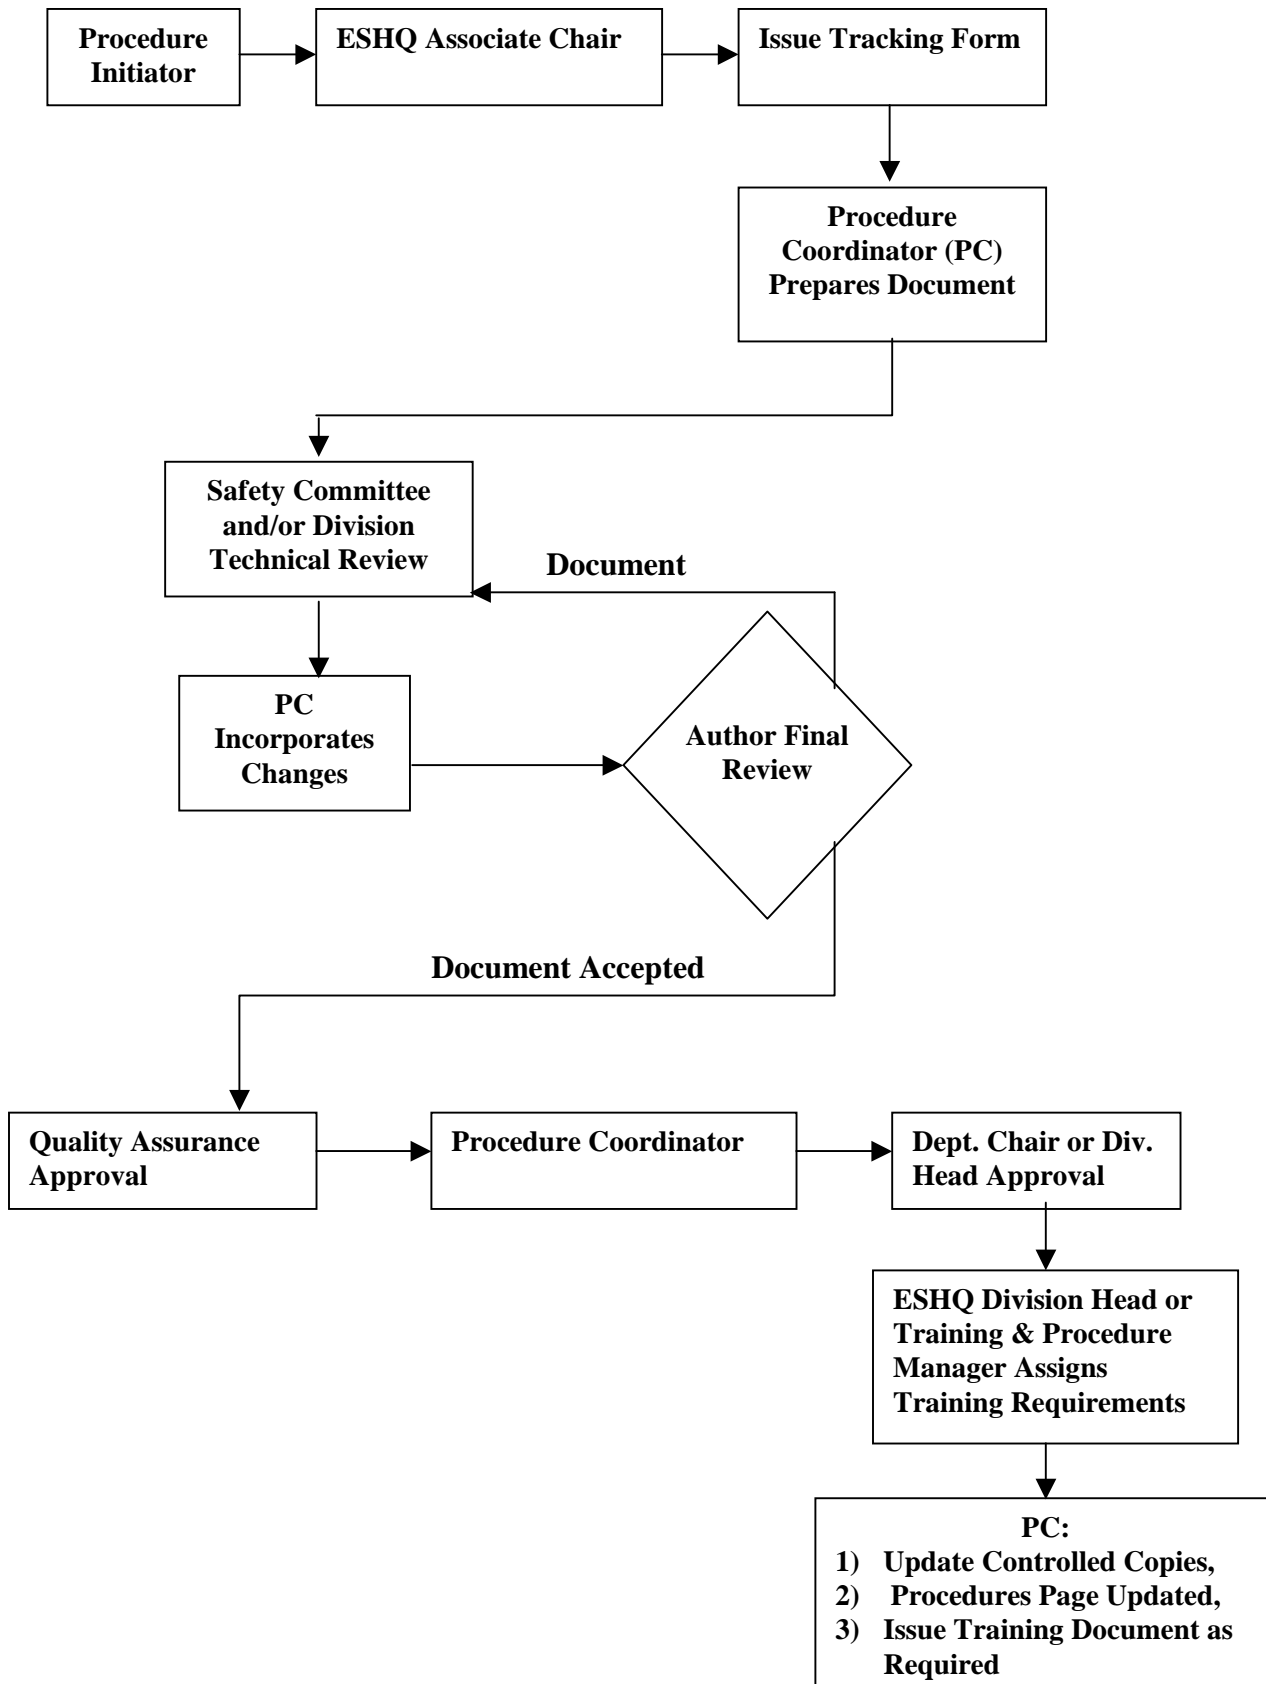 Procedure
Initiator
ESHQ Associate Chair
Issue Tracking Form
Procedure
Coordinator (PC)
Prepares Document
Safety Committee
and/or Division
Technical Review
Document
PC
Incorporates
Changes
Author Final
Review
Document Accepted
Quality Assurance
Approval
Procedure Coordinator
Dept. Chair or Div.
Head Approval
ESHQ Division Head or
Training & Procedure
Manager Assigns
Training Requirements
PC:
1) Update Controlled Copies,
2) Procedures Page Updated,
3) Issue Training Document as
Required